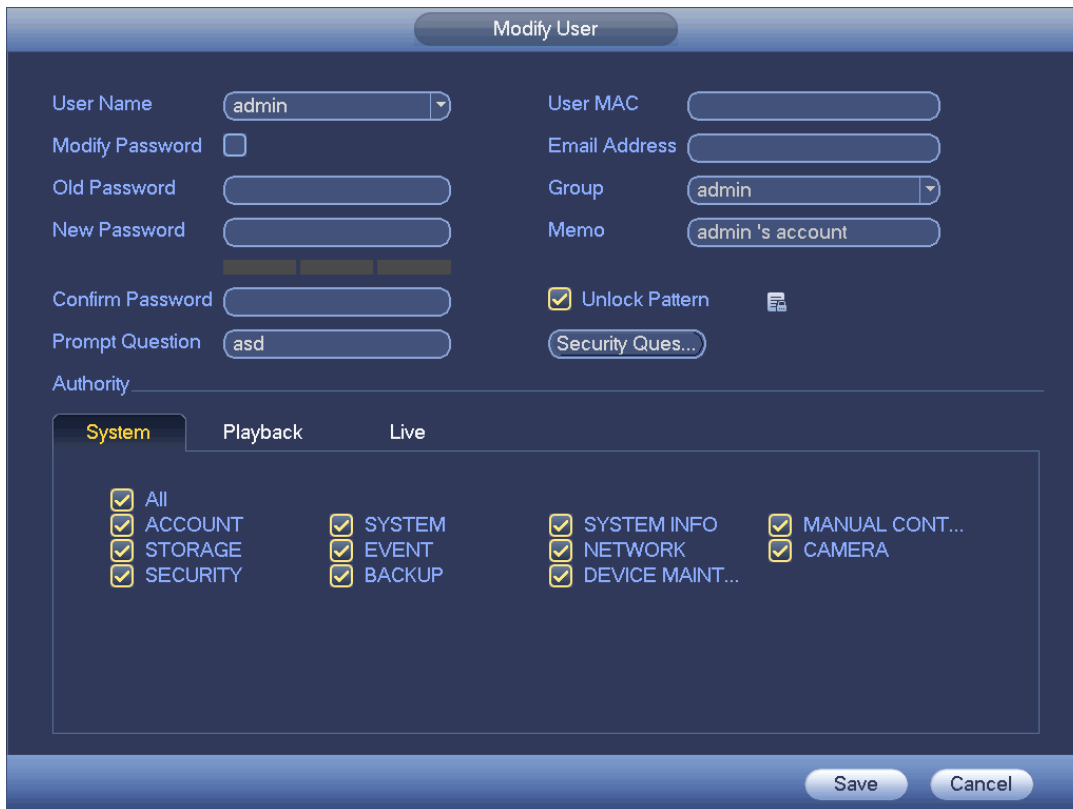 Modify User
User Name admin User MAC
Modify Password Email Address
Old Password Group admin
New Password Memo admin 's account
Confirm Password Unlock Pattern
Prompt Question asd Security Ques...
Authority
System Playback Live
All
ACCOUNT SYSTEM SYSTEM INFO MANUAL CONT...
STORAGE EVENT NETWORK CAMERA
SECURITY BACKUP DEVICE MAINT...
Save Cancel